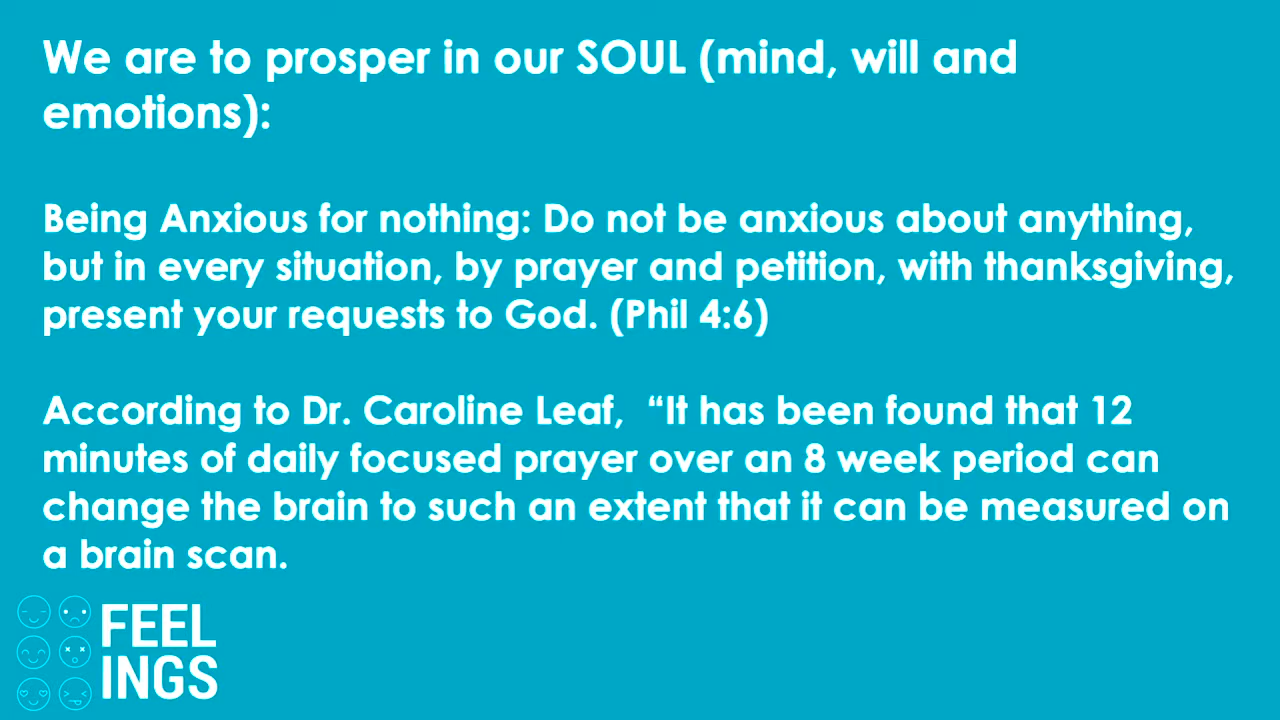 We are to prosper in our SOUL (mind, will and
emotions):
Being Anxious for nothing: Do not be anxious about anything,
but in every situation, by prayer and petition, with thanksgiving,
present your requests to God. (Phil 4:6)
According to Dr. Caroline Leaf,  “It has been found that 12
minutes of daily focused prayer over an 8 week period can
change the brain to such an extent that it can be measured on
a brain scan.
FEEL
INGS